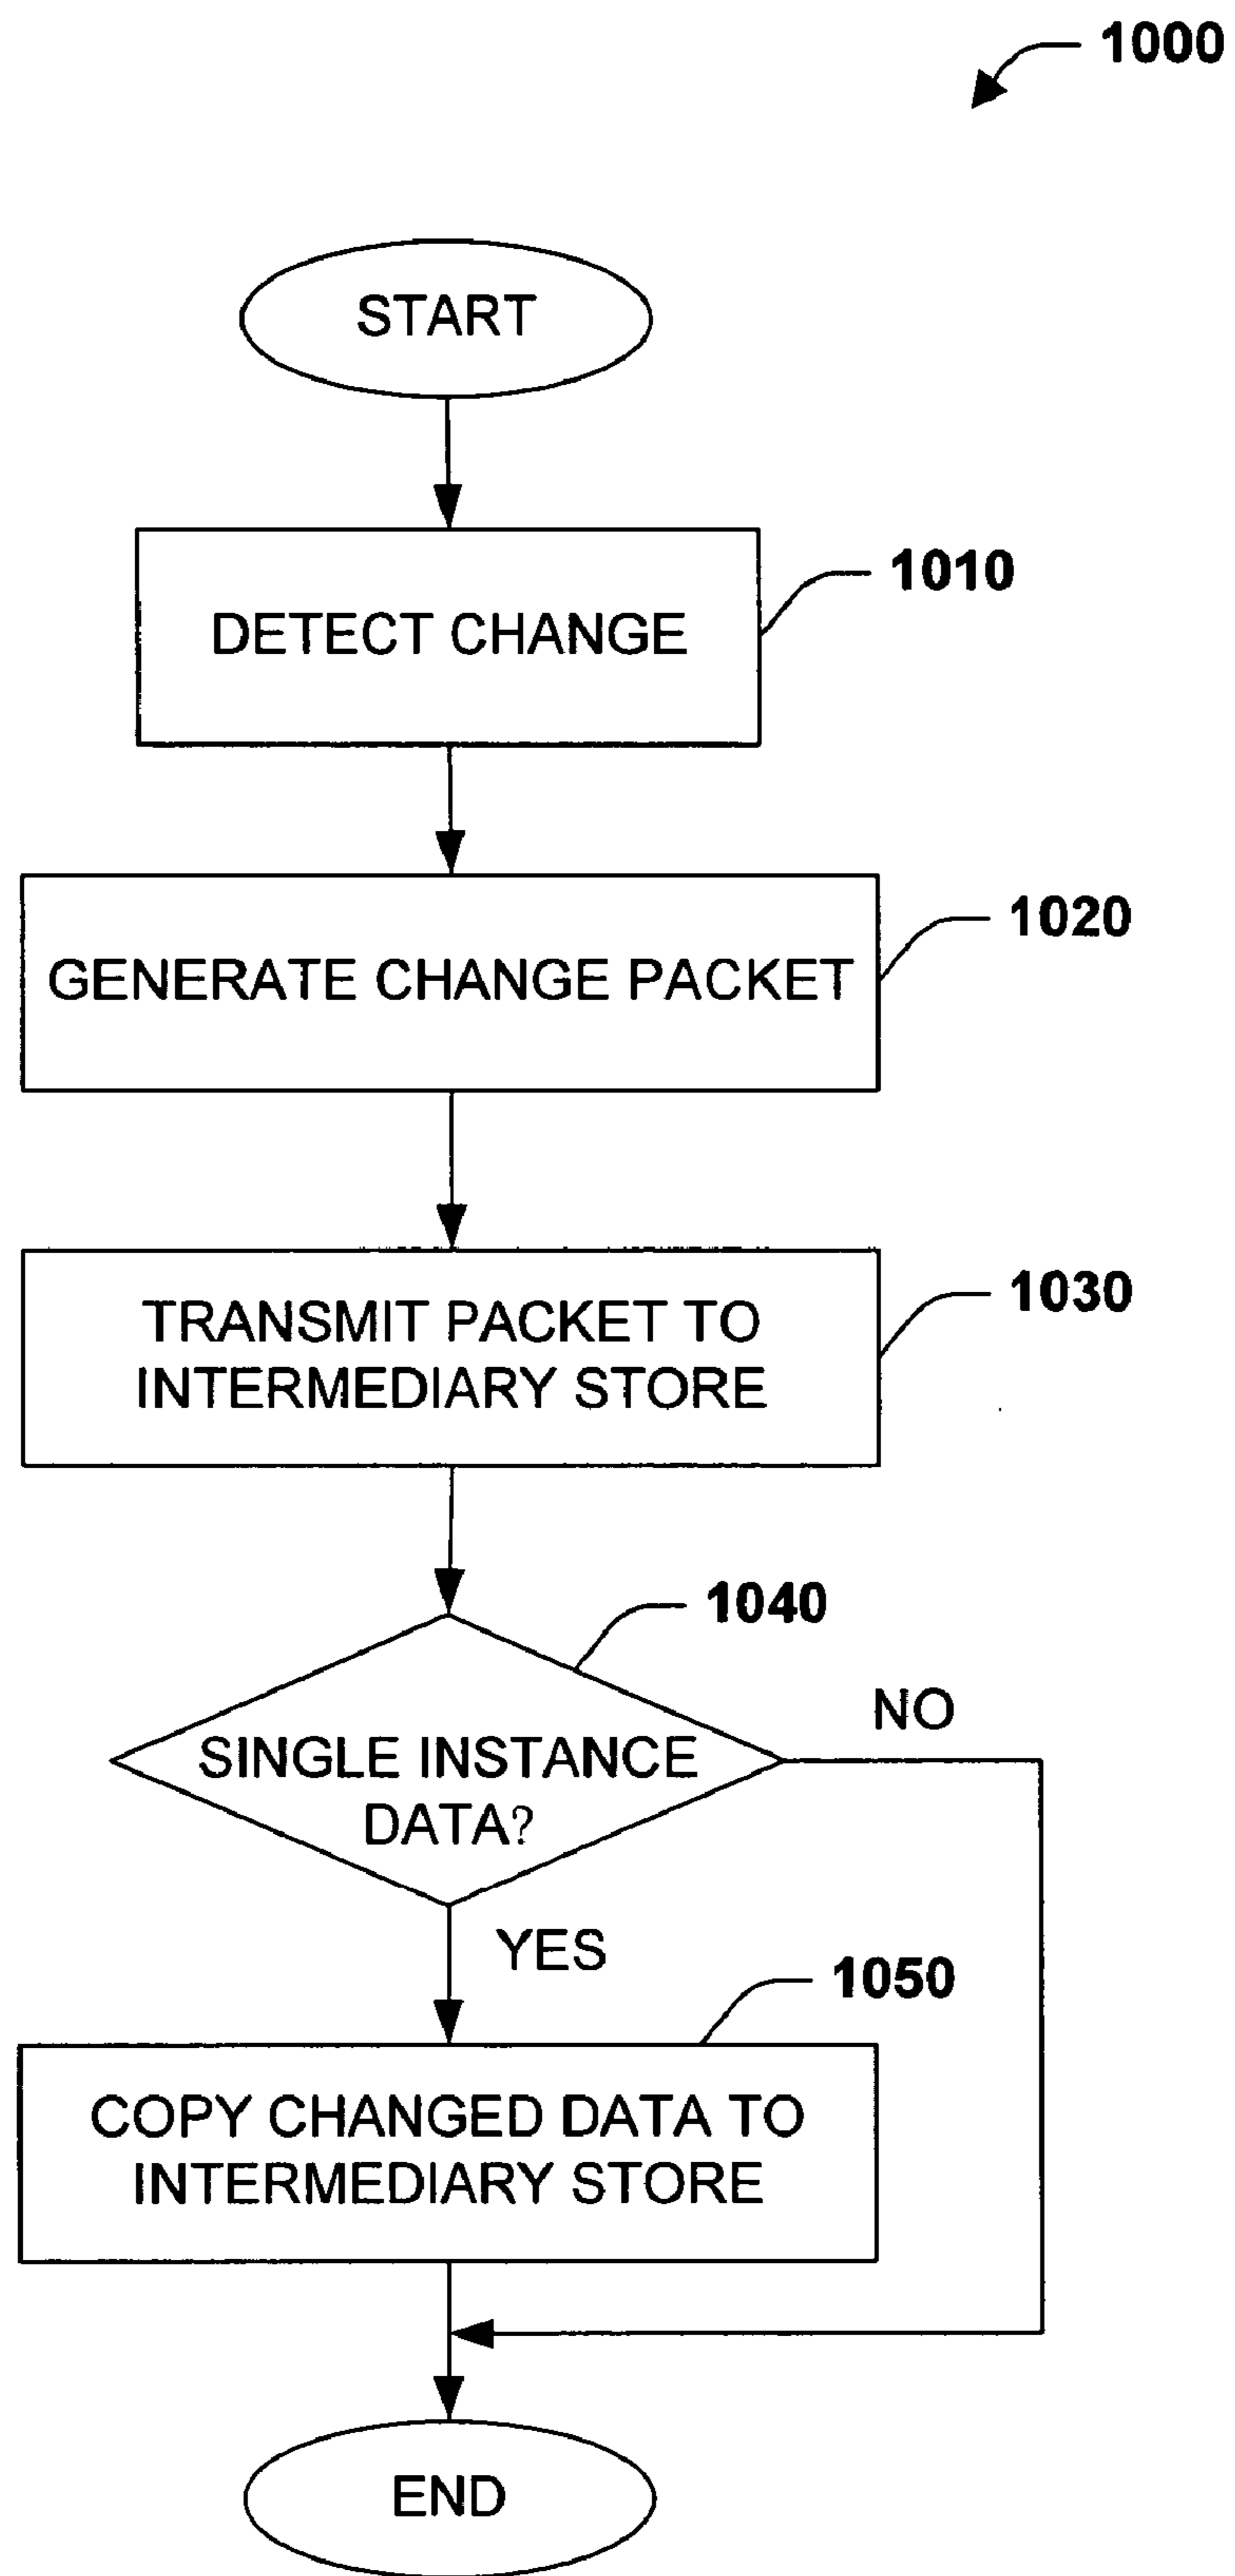 1000
START
DETECT CHANGE
1010
GENERATE CHANGE PACKET
1020
TRANSMIT PACKET TO
INTERMEDIARY STORE
1030
1040
SINGLE INSTANCE
DATA?
NO
YES
1050
COPY CHANGED DATA TO
INTERMEDIARY STORE
END